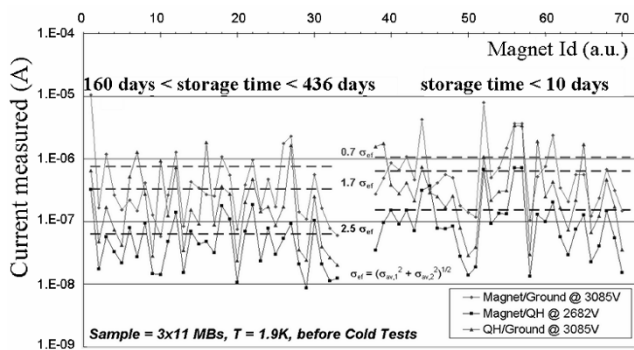 0 10 20 30 40 50 60 70
1.E-03
Magnet Id (a.u.)
1.E-04
160 days < storage time < 436 days storage time < 10 days
1.E-05
0.7 σef
1.E-06
1.7 σef
1.E-07
2.5 σef
σef = (σav,1² + σav,2²)^1/2
1.E-08
Magnet/Ground @ 3085V
Magnet/QH @ 2682V
QH/Ground @ 3085V
Sample = 3x11 MBs, T = 1.9K, before Cold Tests
1.E-09
Current measured (A)